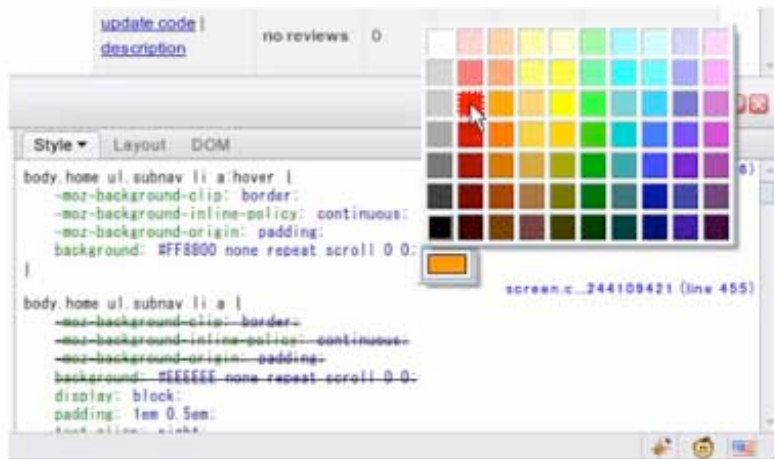 update code |
description
no reviews 0
Style Layout DOM
body.home ul.subnav li a:hover {
-moz-background-clip: border;
-moz-background-inline-policy: continuous;
-moz-background-origin: padding;
background: #FF8800 none repeat scroll 0 0;
}
screen.c…244109421 (line 455)
body.home ul.subnav li a {
-moz-background-clip: border;
-moz-background-inline-policy: continuous;
-moz-background-origin: padding;
background: #EEEEEE none repeat scroll 0 0;
display: block;
padding: 1em 0.5em;
text-align: right;